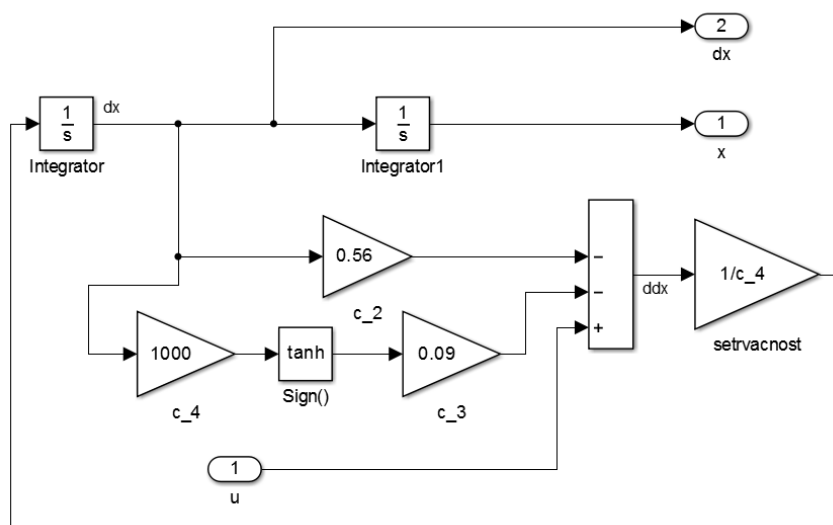 2
dx
1
s
dx
Integrator
1
s
Integrator1
1
x
0.56
c_2
−
−
+
ddx
1/c_4
setrvacnost
1000
c_4
tanh
Sign()
0.09
c_3
1
u